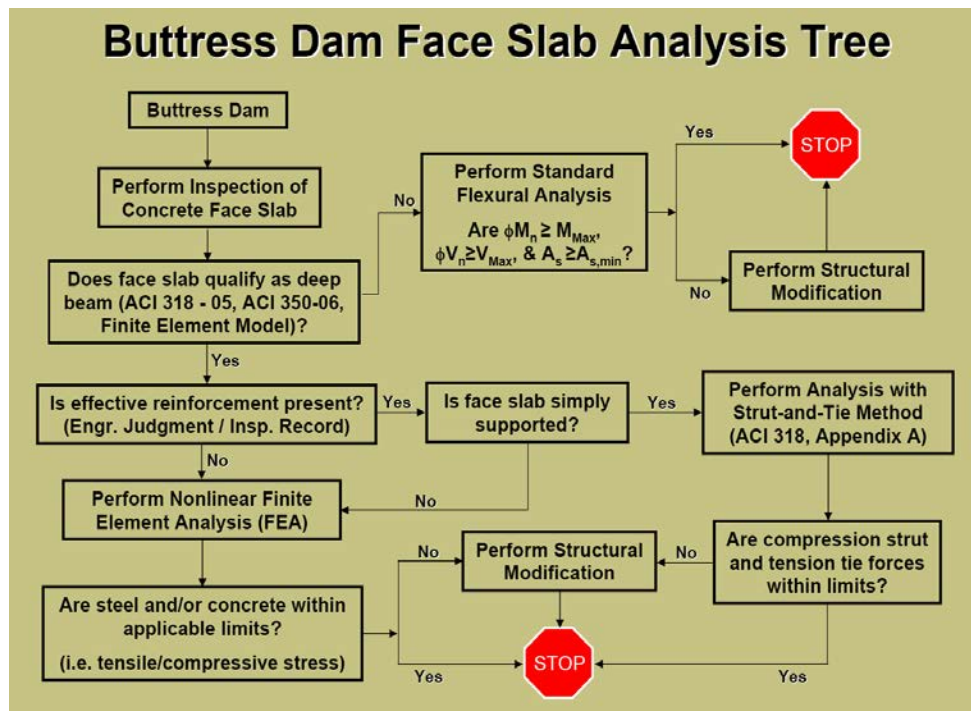 Buttress Dam Face Slab Analysis Tree
Buttress Dam
Perform Inspection of
Concrete Face Slab
Does face slab qualify as deep
beam (ACI 318 - 05, ACI 350-06,
Finite Element Model)?
No
Perform Standard
Flexural Analysis
Are ϕMn ≥ MMax,
ϕVn≥VMax, & As ≥As,min?
Yes
STOP
No
Perform Structural
Modification
Yes
Is effective reinforcement present?
(Engr. Judgment / Insp. Record)
Yes
Is face slab simply
supported?
Yes
Perform Analysis with
Strut-and-Tie Method
(ACI 318, Appendix A)
No
No
Perform Nonlinear Finite
Element Analysis (FEA)
Are compression strut
and tension tie forces
within limits?
No
Perform Structural
Modification
No
Are steel and/or concrete within
applicable limits?
(i.e. tensile/compressive stress)
Yes
STOP
Yes